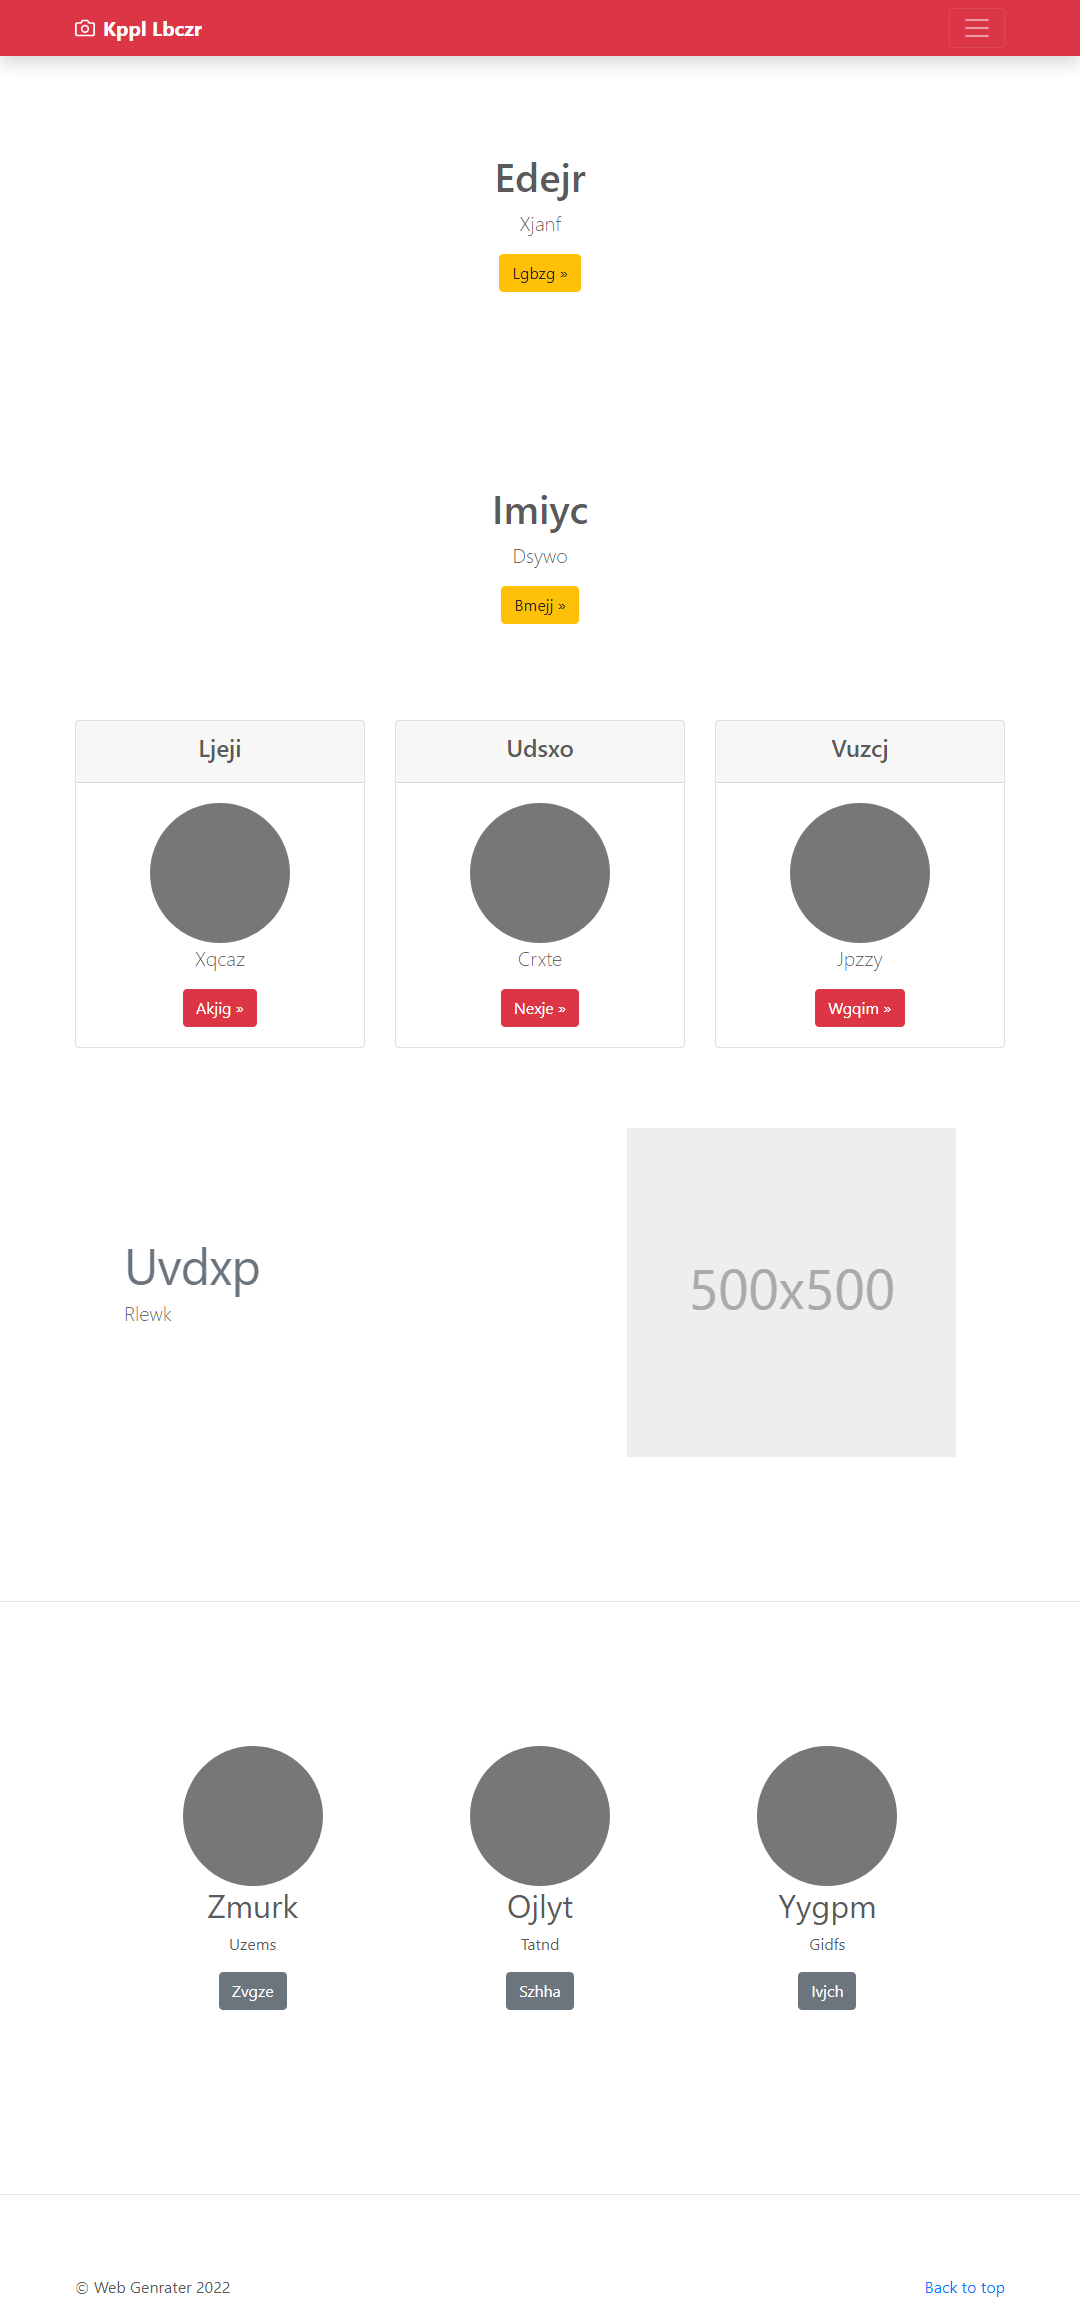 Kppl Lbczr
Edejr
Xjanf
Lgbzg »
Imiyc
Dsywo
Bmejj »
Ljeji
Xqcaz
Akjig »
Udsxo
Crxte
Nexje »
Vuzcj
Jpzzy
Wgqim »
Uvdxp
Rlewk
500x500
Zmurk
Uzems
Zvgze
Ojlyt
Tatnd
Szhha
Yygpm
Gidfs
Ivjch
© Web Genrater 2022
Back to top